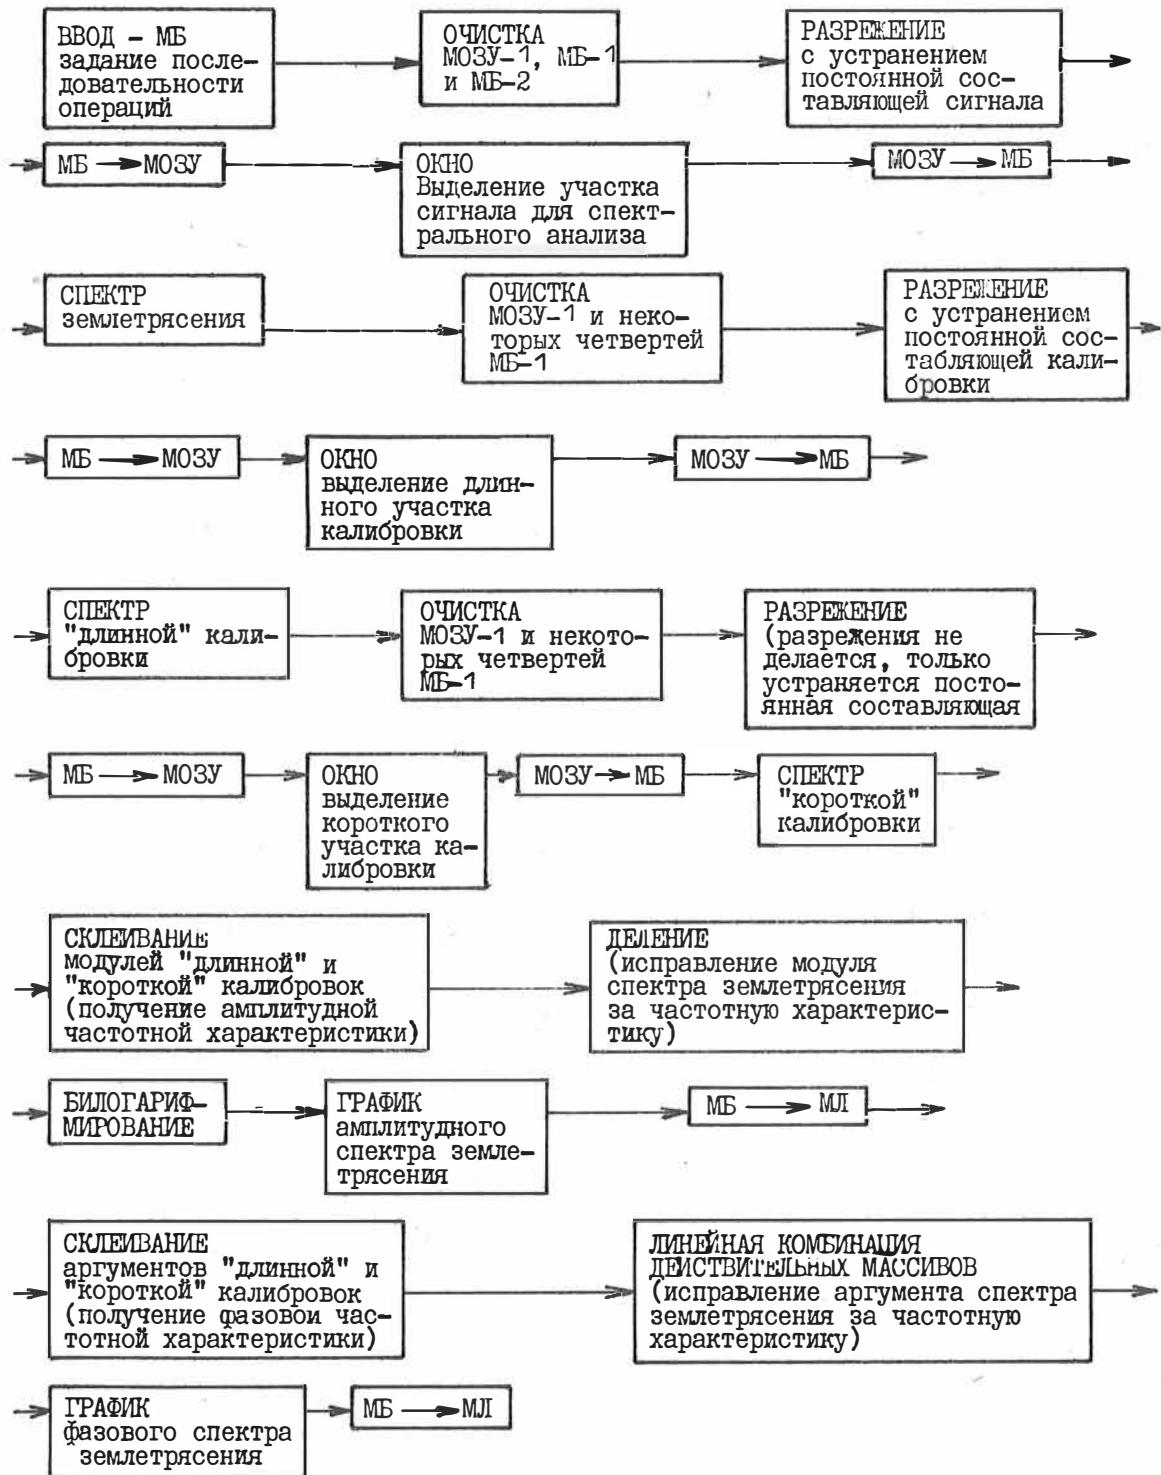 ВВОД – МБ
задание после-
довательности
операций
ОЧИСТКА
МОЗУ-1, МБ-1
и МБ-2
РАЗРЕЖЕНИЕ
с устранением
постоянной сос-
тавляющей сигнала
МБ → МОЗУ
ОКНО
Выделение участка
сигнала для спект-
рального анализа
МОЗУ → МБ
СПЕКТР
землетрясения
ОЧИСТКА
МОЗУ-1 и неко-
торых четвертей
МБ-1
РАЗРЕЖЕНИЕ
с устранением
постоянной сос-
табляющей кали-
бровки
МБ → МОЗУ
ОКНО
выделение длин-
ного участка
калибровки
МОЗУ → МБ
СПЕКТР
"длинной" кали-
бровки
ОЧИСТКА
МОЗУ-1 и некото-
рых четвертей
МБ-1
РАЗРЕЖЕНИЕ
(разрежения не
делается, только
устраняется посто-
янная составляющая
МБ → МОЗУ
ОКНО
выделение
короткого
участка ка-
либровки
МОЗУ → МБ
СПЕКТР
"короткой"
калибровки
СКЛЕИВАНИЕ
модулей "длинной" и
"короткой" калибровок
(получение амплитудной
частотной характеристики)
ДЕЛЕНИЕ
(исправление модуля
спектра землетрясения
за частотную характерис-
тику)
БИЛОГАРИФ-
МИРОВАНИЕ
ГРАФИК
амплитудного
спектра земле-
трясения
МБ → МЛ
СКЛЕИВАНИЕ
аргументов "длинной" и
"короткой" калибровок
(получение фазовой час-
тотной характеристики)
ЛИНЕЙНАЯ КОМБИНАЦИЯ
ДЕЙСТВИТЕЛЬНЫХ МАССИВОВ
(исправление аргумента спектра
землетрясения за частотную
характеристику)
ГРАФИК
фазового спектра
землетрясения
МБ → МЛ